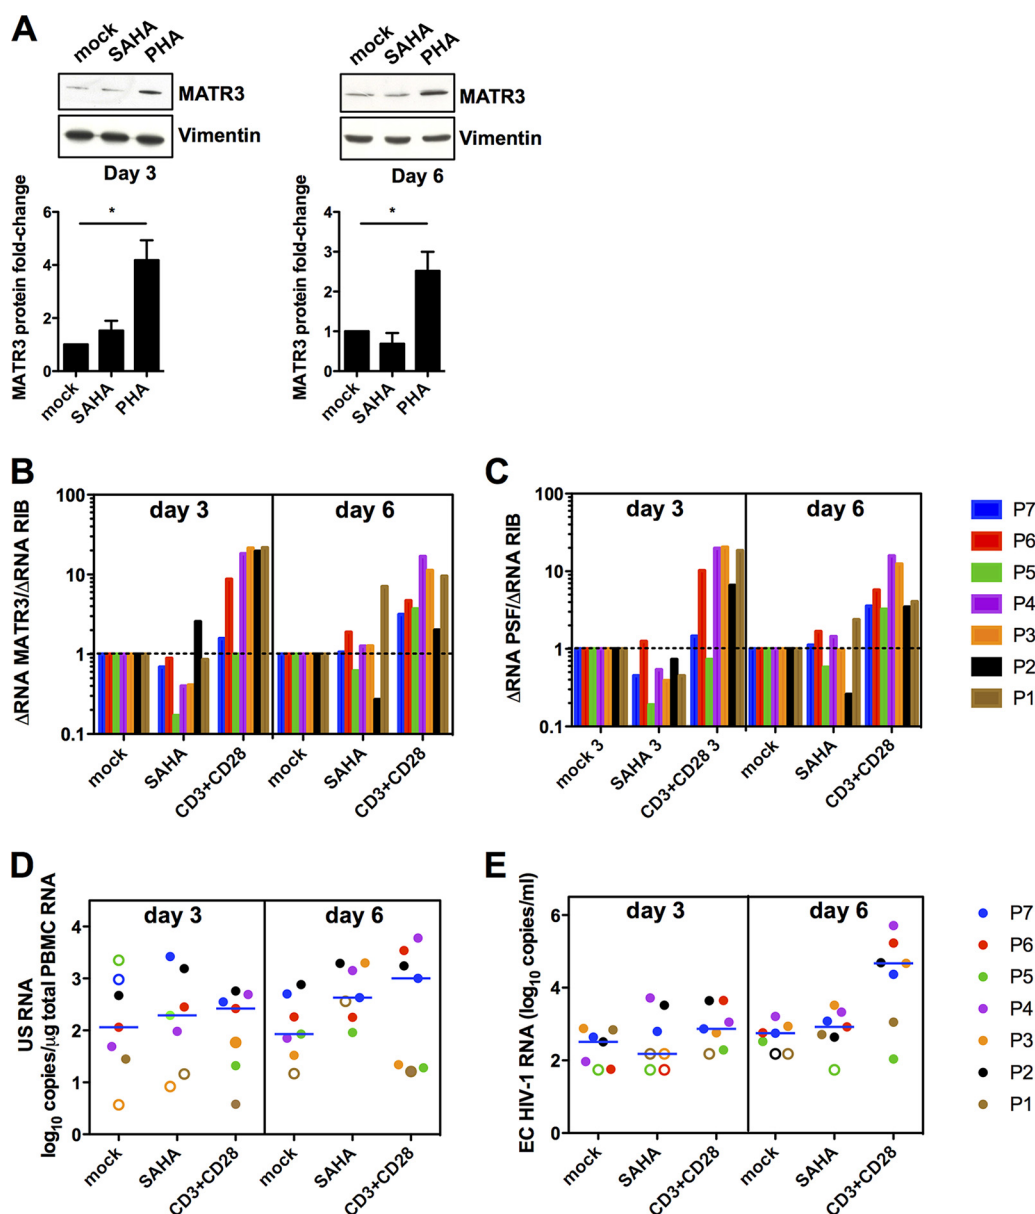 A
mock
SAHA
PHA
MATR3
Vimentin
Day 3
mock
SAHA
PHA
MATR3
Vimentin
Day 6
MATR3 protein fold-change
6
4
2
0
*
mock
SAHA
PHA
MATR3 protein fold-change
4
3
2
1
0
*
mock
SAHA
PHA
B
ΔRNA MATR3/ΔRNA RIB
100
10
1
0.1
day 3
day 6
mock
SAHA
CD3+CD28
mock
SAHA
CD3+CD28
C
ΔRNA PSF/ΔRNA RIB
100
10
1
0.1
day 3
day 6
mock 3
SAHA 3
CD3+CD28 3
mock
SAHA
CD3+CD28
P7
P6
P5
P4
P3
P2
P1
D
US RNA
log10 copies/µg total PBMC RNA
4
3
2
1
0
day 3
day 6
mock
SAHA
CD3+CD28
mock
SAHA
CD3+CD28
E
EC HIV-1 RNA (log10 copies/ml)
6
4
2
0
day 3
day 6
mock
SAHA
CD3+CD28
mock
SAHA
CD3+CD28
P7
P6
P5
P4
P3
P2
P1